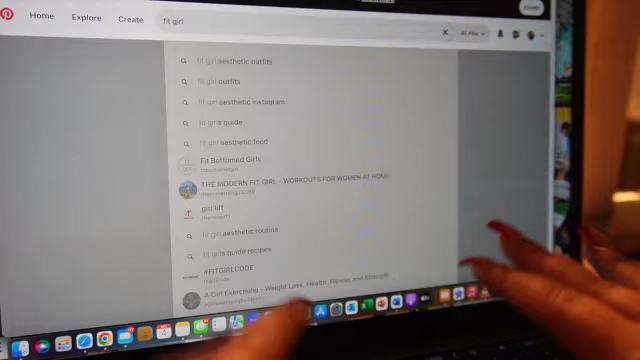 Home
Explore
Create
fit girl
All Pins
fit girl aesthetic outfits
fit girl outfits
fit girl aesthetic instagram
fit girls guide
fit girl aesthetic food
Fit Bottomed Girls
THE MODERN FIT GIRL - WORKOUTS FOR WOMEN AT HOME
girl lift
fit girl aesthetic routine
fit girls guide recipes
#FITGIRLCODE
A Girl Exercising - Weight Loss, Health, Fitness and Strength